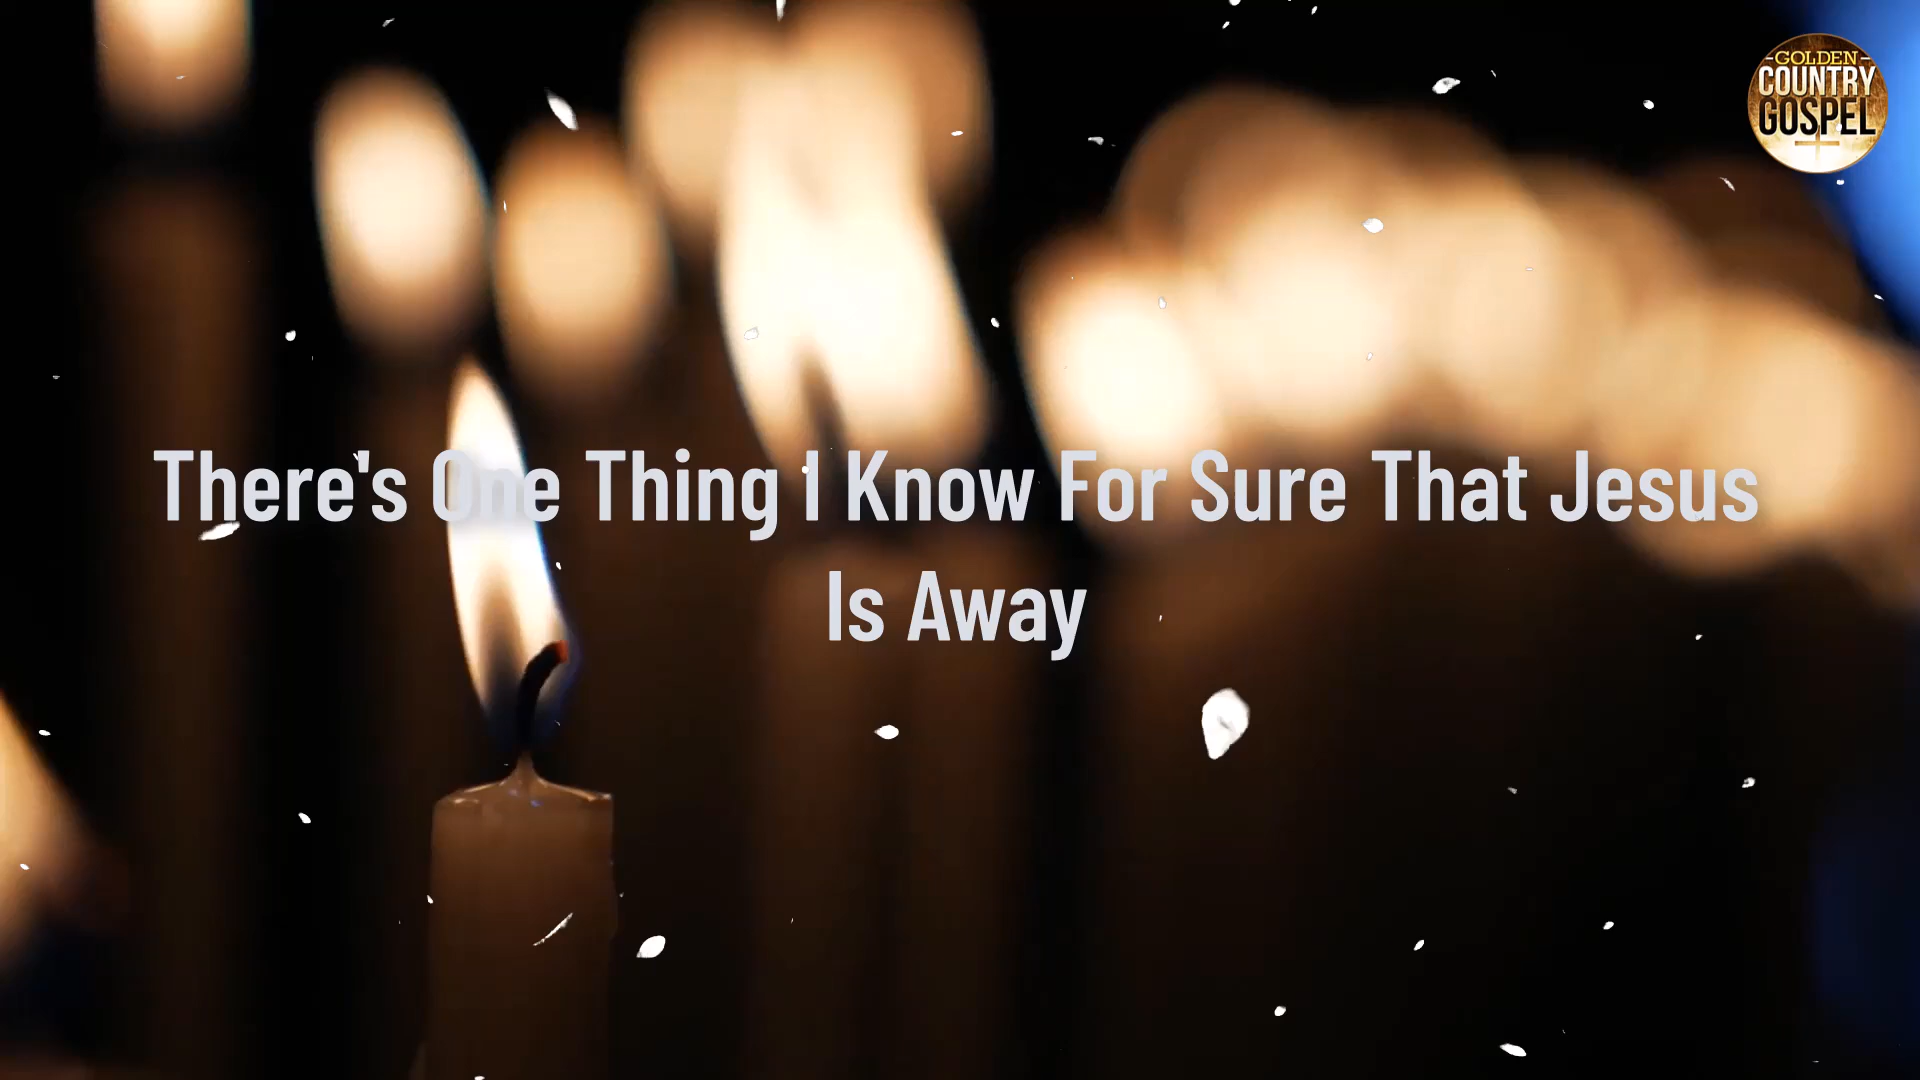 GOLDEN
COUNTRY
GOSPEL
There's One Thing I Know For Sure That Jesus
Is Away